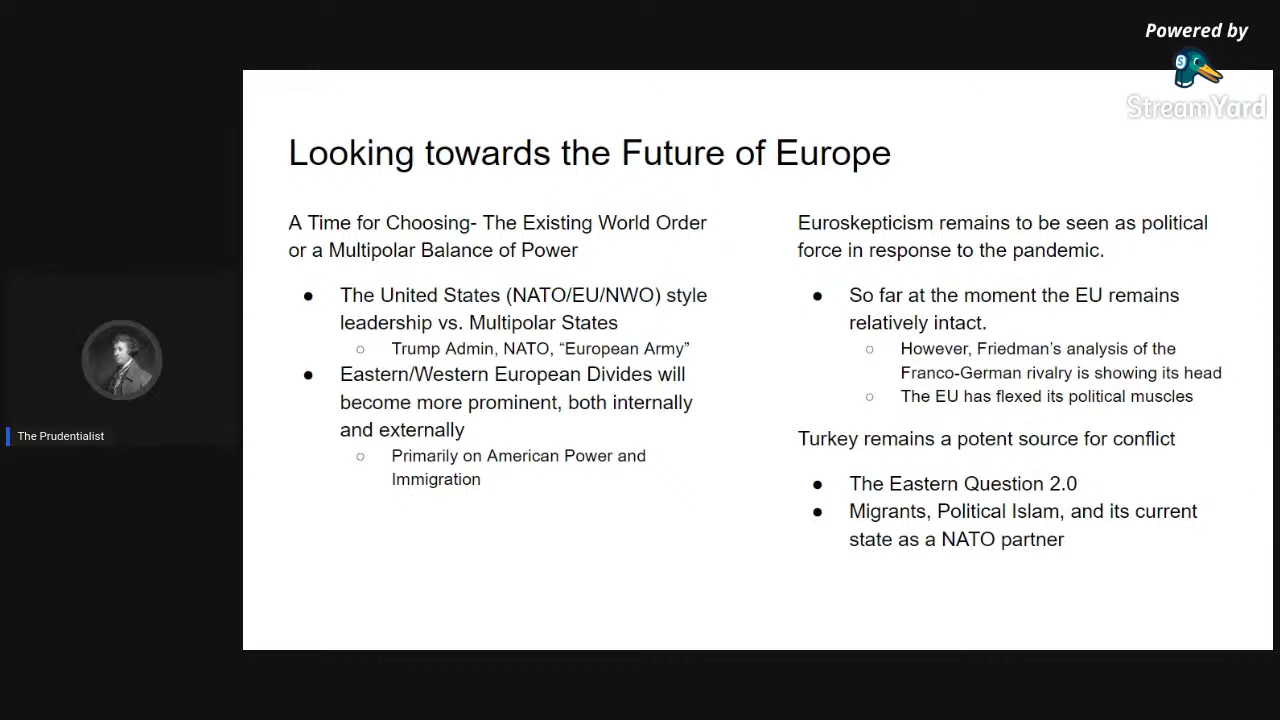 Powered by
StreamYard
Looking towards the Future of Europe
A Time for Choosing- The Existing World Order
or a Multipolar Balance of Power
● The United States (NATO/EU/NWO) style
leadership vs. Multipolar States
○ Trump Admin, NATO, “European Army”
● Eastern/Western European Divides will
become more prominent, both internally
and externally
○ Primarily on American Power and
Immigration
Euroskepticism remains to be seen as political
force in response to the pandemic.
● So far at the moment the EU remains
relatively intact.
○ However, Friedman’s analysis of the
Franco-German rivalry is showing its head
○ The EU has flexed its political muscles
Turkey remains a potent source for conflict
● The Eastern Question 2.0
● Migrants, Political Islam, and its current
state as a NATO partner
The Prudentialist